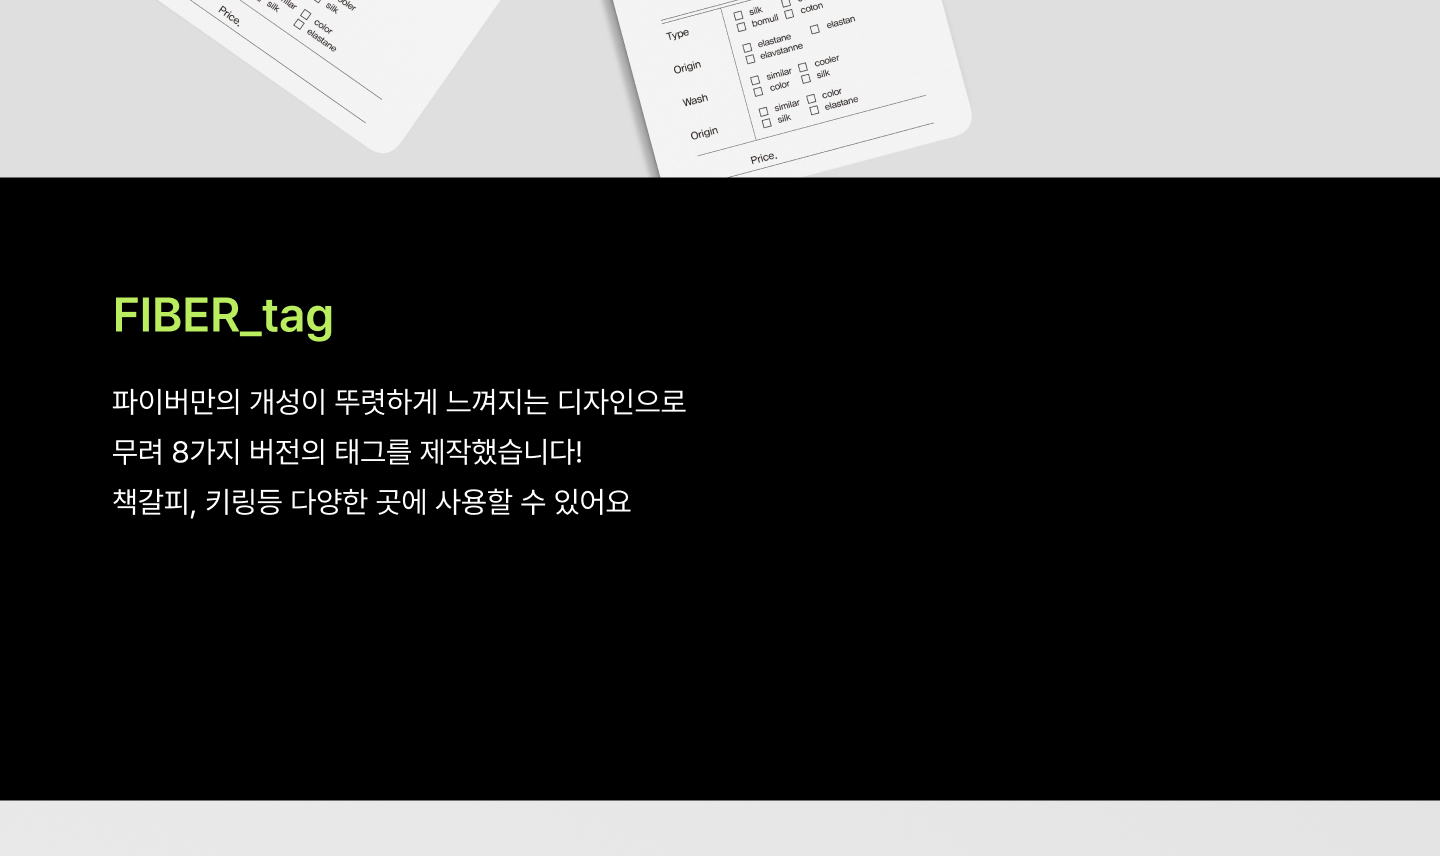 similar
silk
color
silk
elastane
Price.
Type
silk
bomull
coton
elastane
elastan
elavstanne
Origin
similar
cooler
color
silk
Wash
similar
color
silk
elastane
Origin
Price.
FIBER_tag
파이버만의 개성이 뚜렷하게 느껴지는 디자인으로
무려 8가지 버전의 태그를 제작했습니다!
책갈피, 키링등 다양한 곳에 사용할 수 있어요